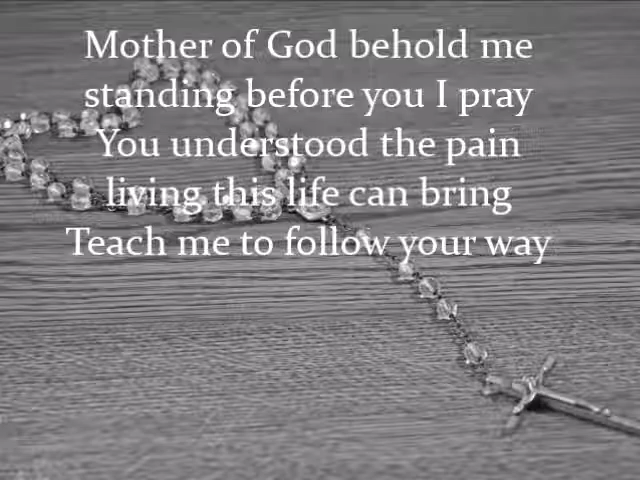 Mother of God behold me
standing before you I pray
You understood the pain
living this life can bring
Teach me to follow your way